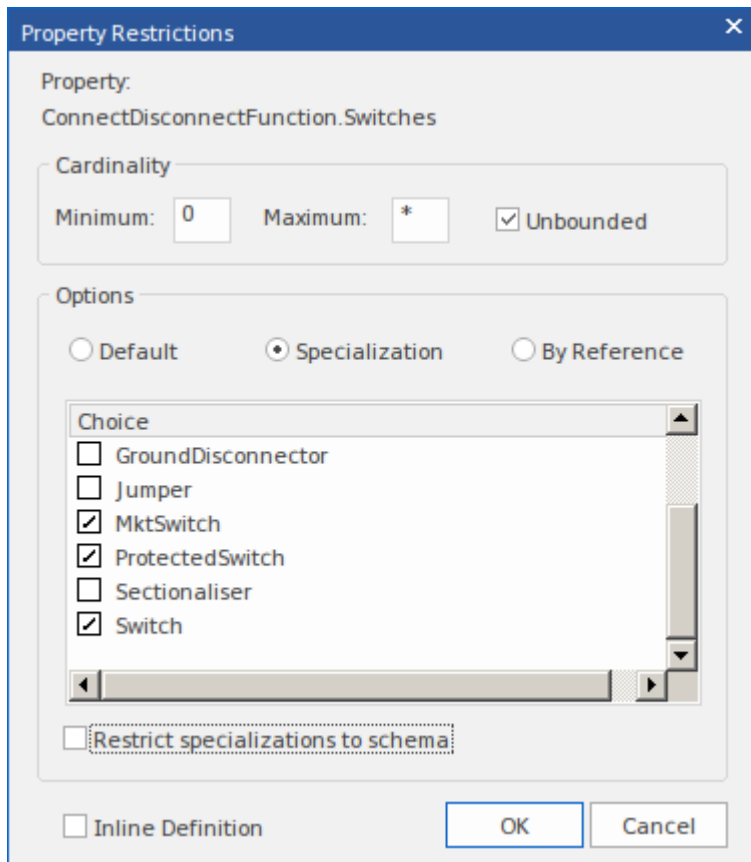 Property Restrictions
Property:
ConnectDisconnectFunction.Switches
Cardinality
Minimum: 0 Maximum: * Unbounded
Options
Default Specialization By Reference
Choice
GroundDisconnector
Jumper
MktSwitch
ProtectedSwitch
Sectionaliser
Switch
Restrict specializations to schema
Inline Definition OK Cancel